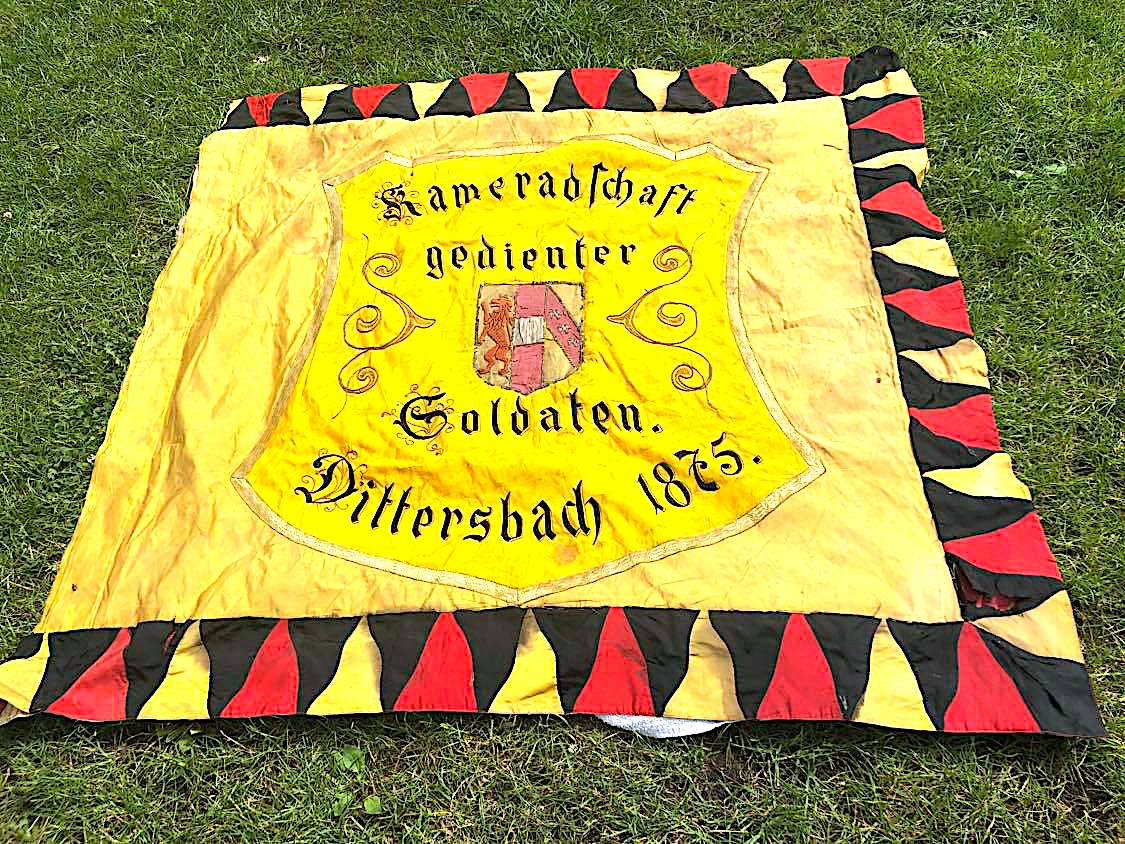 Kameradschaft
gedienter
Soldaten.
Dittersbach 1875.